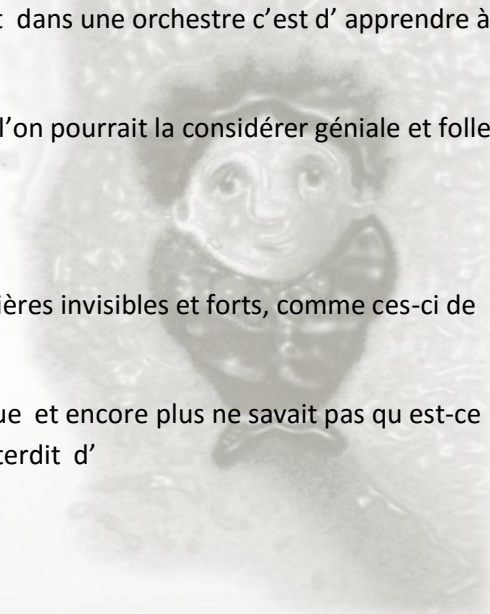 t dans une orchestre c’est d’ apprendre à
l’on pourrait la considérer géniale et folle
ières invisibles et forts, comme ces-ci de
ue et encore plus ne savait pas qu est-ce
terdit d’